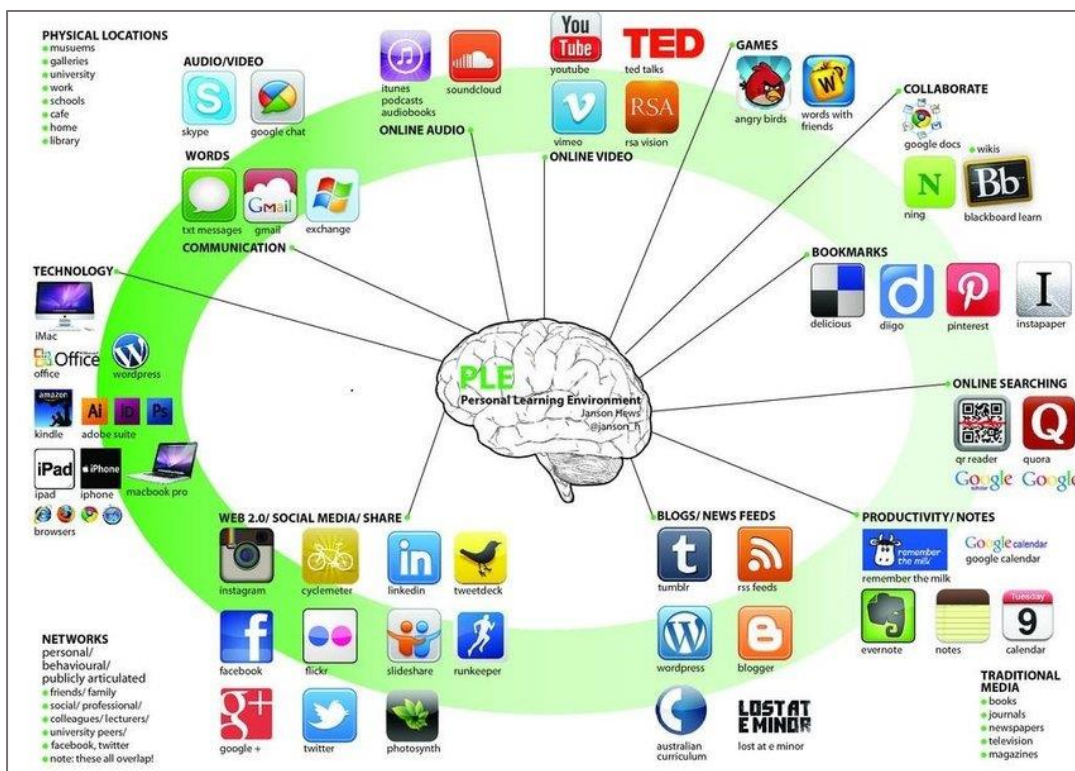 PHYSICAL LOCATIONS
musuems
galleries
university
work
schools
cafe
home
library
AUDIO/VIDEO
skype
google chat
WORDS
txt messages
Gmail
gmail
exchange
COMMUNICATION
itunes
podcasts
audiobooks
soundcloud
ONLINE AUDIO
You
Tube
youtube
TED
ted talks
vimeo
RSA
rsa vision
ONLINE VIDEO
GAMES
angry birds
W
words with
friends
COLLABORATE
google docs
wikis
N
ning
Bb
blackboard learn
BOOKMARKS
delicious
d
diigo
pinterest
I
instapaper
TECHNOLOGY
iMac
Office
office
W
wordpress
amazon
kindle
kindle
Ai
ID
Ps
adobe suite
iPad
ipad
iPhone
iphone
macbook pro
browsers
PLE
Personal Learning Environment
Janson Hews
@janson_h
ONLINE SEARCHING
qr reader
Q
quora
Google
scholar
Google
WEB 2.0/ SOCIAL MEDIA/ SHARE
instagram
cyclemeter
in
linkedin
tweetdeck
f
facebook
flickr
slideshare
runkeeper
g+
google +
twitter
photosynth
BLOGS/ NEWS FEEDS
t
tumblr
rss feeds
W
wordpress
B
blogger
australian
curriculum
LOST AT
E MINOR
lost at e minor
PRODUCTIVITY/ NOTES
remember
the milk
remember the milk
Google calendar
google calendar
evernote
notes
Tuesday
9
calendar
NETWORKS
personal/
behavioural/
publicly articulated
friends/ family
social/ professional/
colleagues/ lecturers/
university peers/
facebook, twitter
note: these all overlap!
TRADITIONAL
MEDIA
books
journals
newspapers
television
magazines